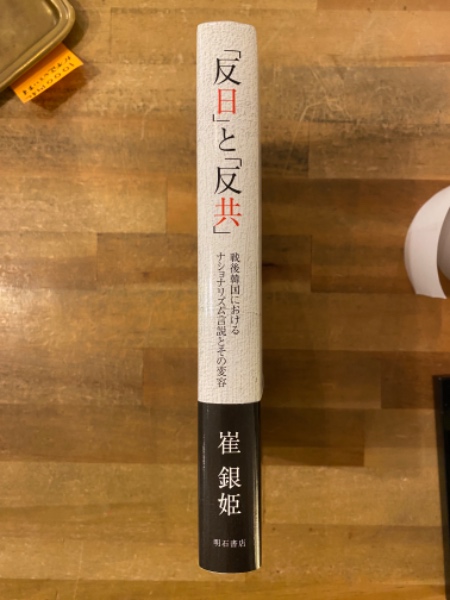 「反日」と「反共」
戦後韓国における
ナショナリズム言説とその変容
崔 銀姫
明石書店